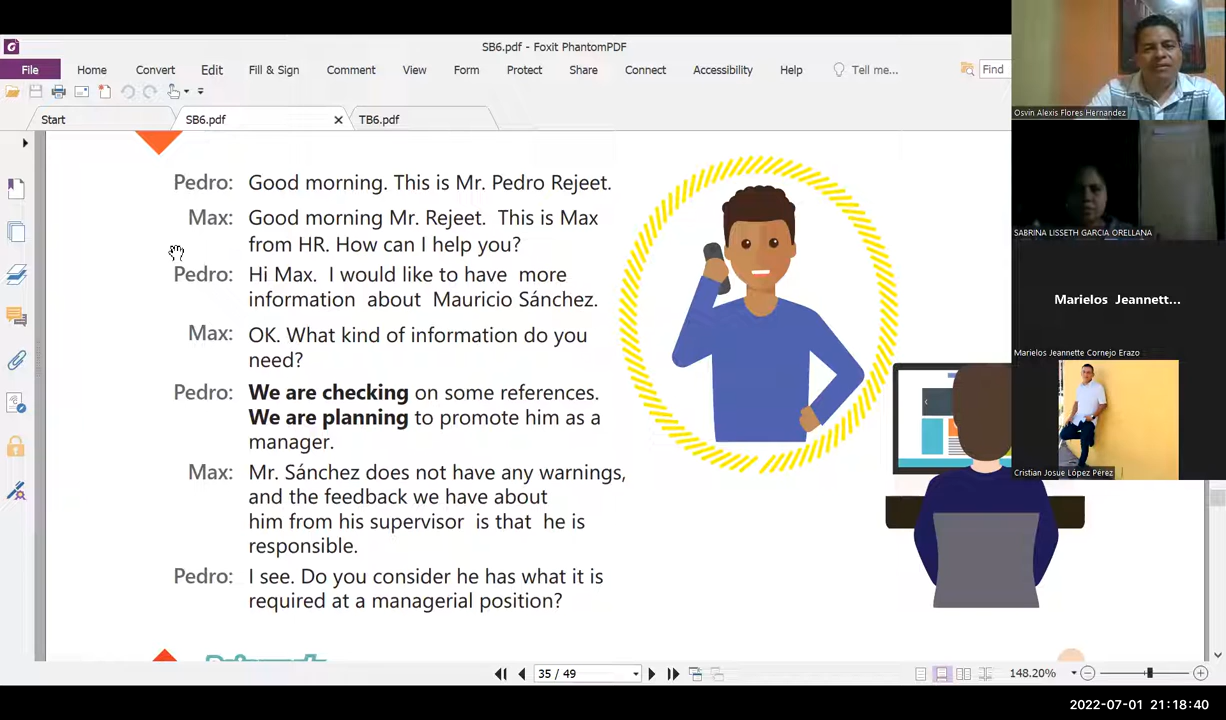 SB6.pdf - Foxit PhantomPDF
File Home Convert Edit Fill & Sign Comment View Form Protect Share Connect Accessibility Help Tell me... Find
Start SB6.pdf TB6.pdf
Pedro: Good morning. This is Mr. Pedro Rejeet.
Max: Good morning Mr. Rejeet. This is Max
from HR. How can I help you?
Pedro: Hi Max. I would like to have more
information about Mauricio Sánchez.
Max: OK. What kind of information do you
need?
Pedro: We are checking on some references.
We are planning to promote him as a
manager.
Max: Mr. Sánchez does not have any warnings,
and the feedback we have about
him from his supervisor is that he is
responsible.
Pedro: I see. Do you consider he has what it is
required at a managerial position?
35 / 49
148.20%
Osvin Alexis Flores Hernandez
SABRINA LISSETH GARCIA ORELLANA
Marielos Jeannett...
Marielos Jeannette Cornejo Erazo
Cristian Josue López Pérez
2022-07-01 21:18:40